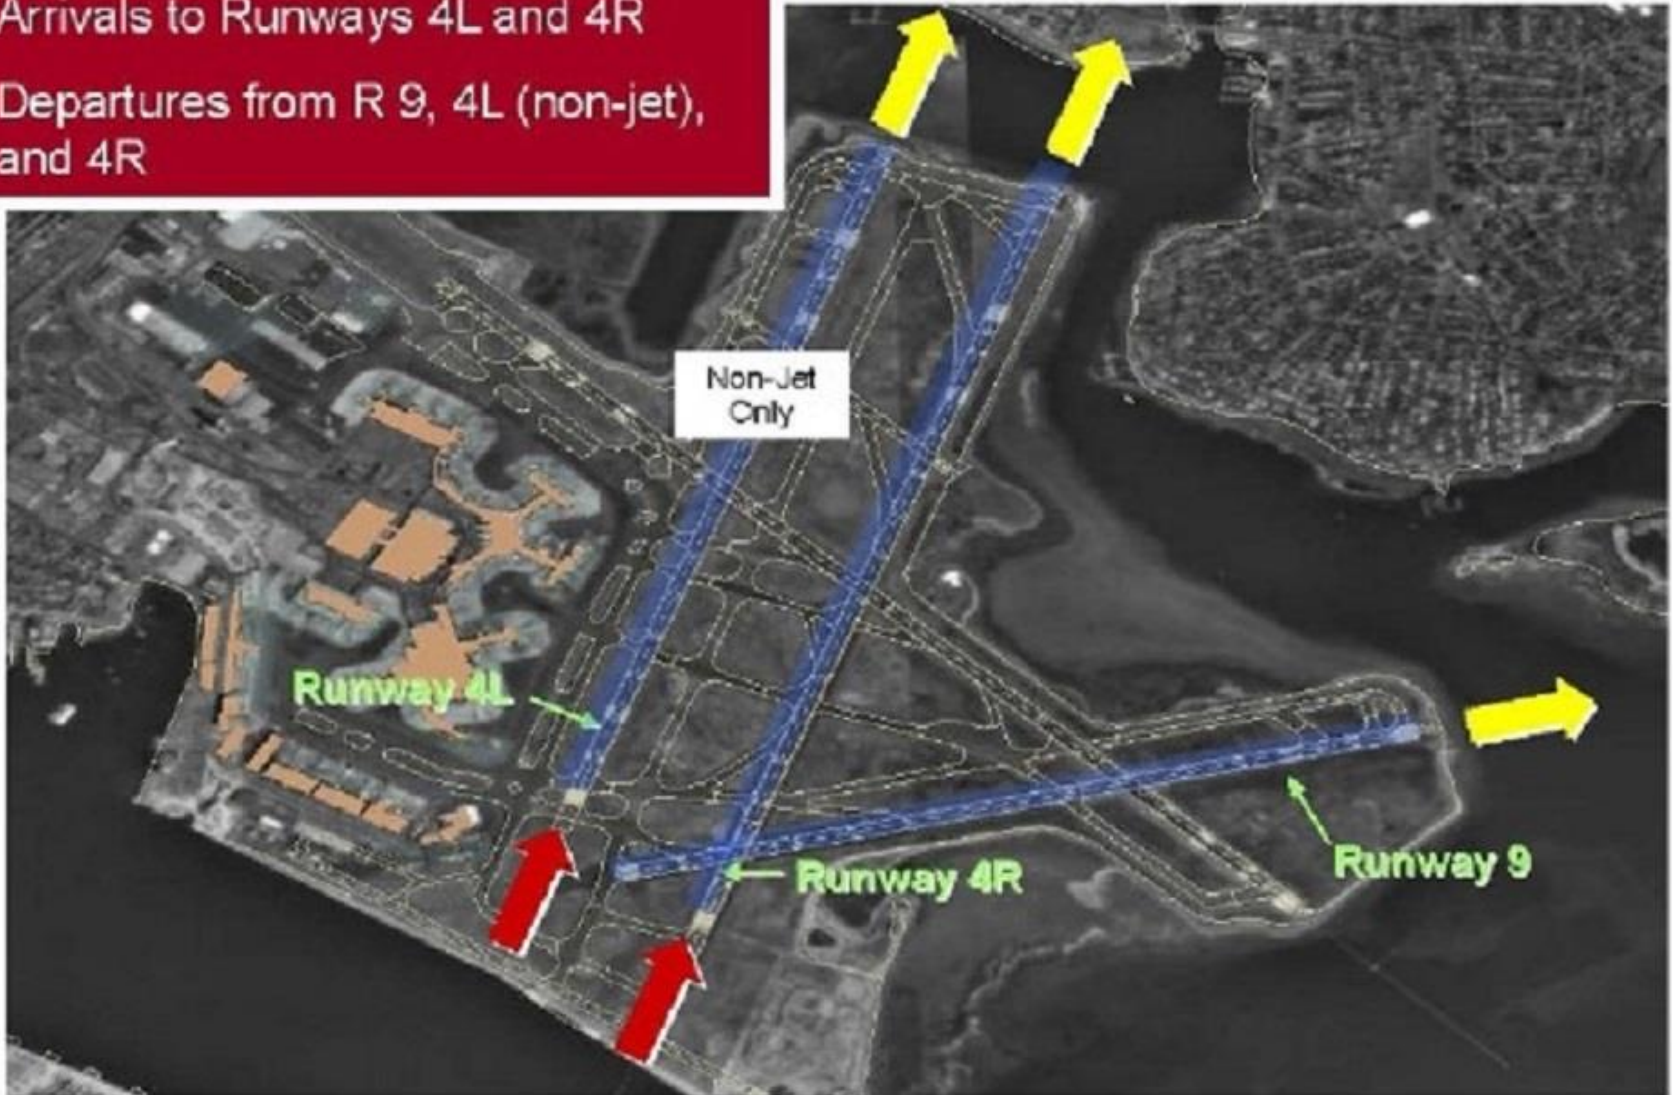 Arrivals to Runways 4L and 4R
Departures from R 9, 4L (non-jet),
and 4R
Non-Jet
Only
Runway 4L
Runway 4R
Runway 9